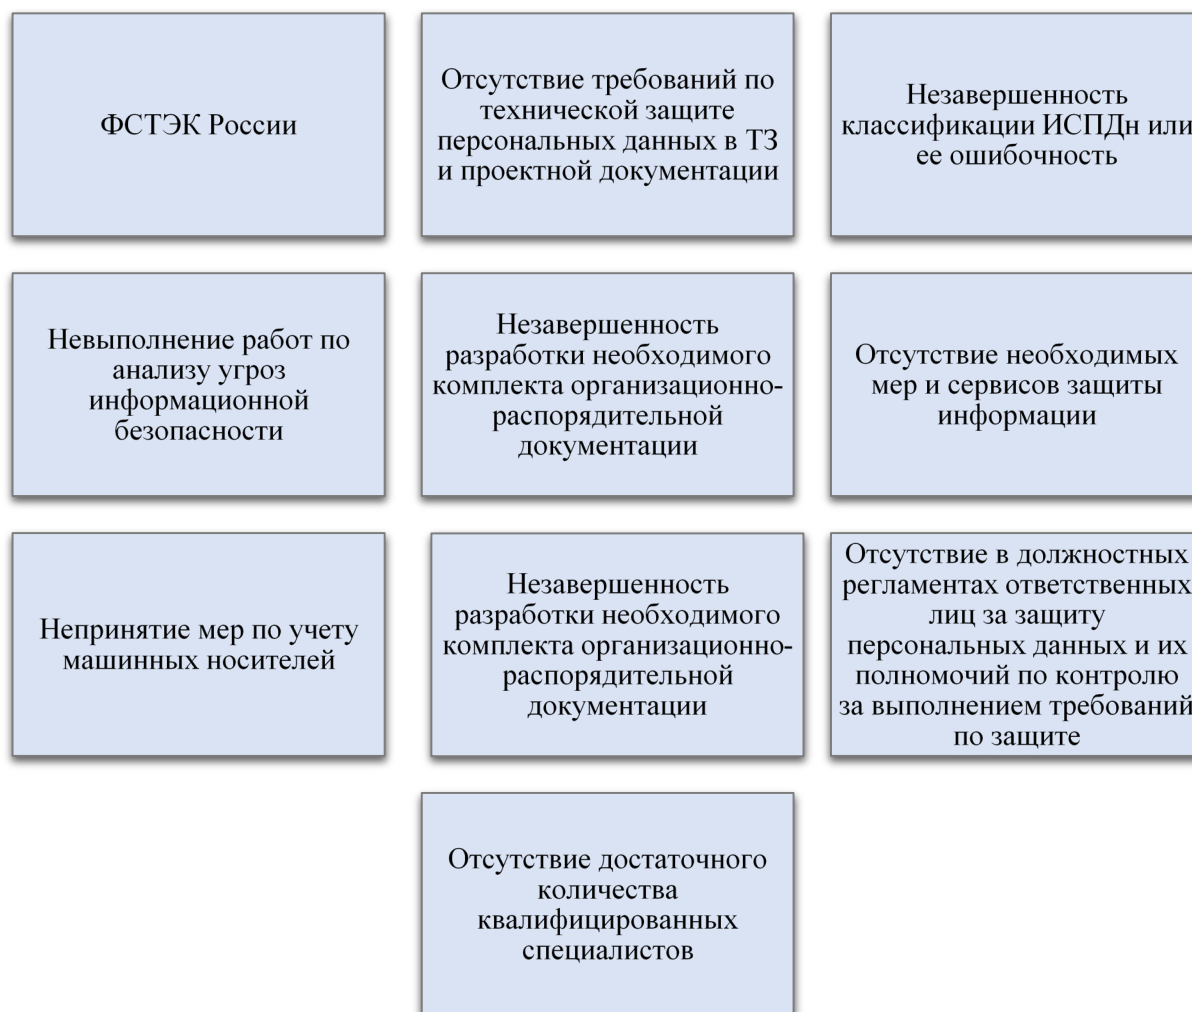 ФСТЭК России
Отсутствие требований по
технической защите
персональных данных в ТЗ
и проектной документации
Незавершенность
классификации ИСПДн или
ее ошибочность
Невыполнение работ по
анализу угроз
информационной
безопасности
Незавершенность
разработки необходимого
комплекта организационно-
распорядительной
документации
Отсутствие необходимых
мер и сервисов защиты
информации
Непринятие мер по учету
машинных носителей
Незавершенность
разработки необходимого
комплекта организационно-
распорядительной
документации
Отсутствие в должностных
регламентах ответственных
лиц за защиту
персональных данных и их
полномочий по контролю
за выполнением требований
по защите
Отсутствие достаточного
количества
квалифицированных
специалистов